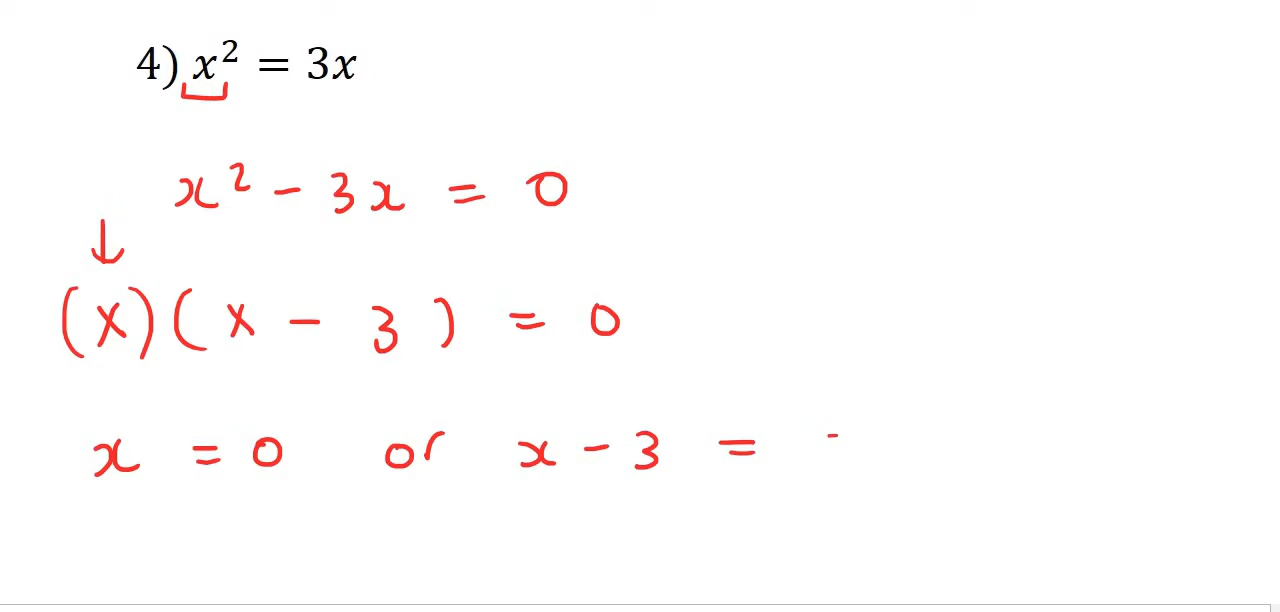 4) x² = 3x
x² - 3x = 0
(x)(x - 3) = 0
x = 0 or x - 3 =